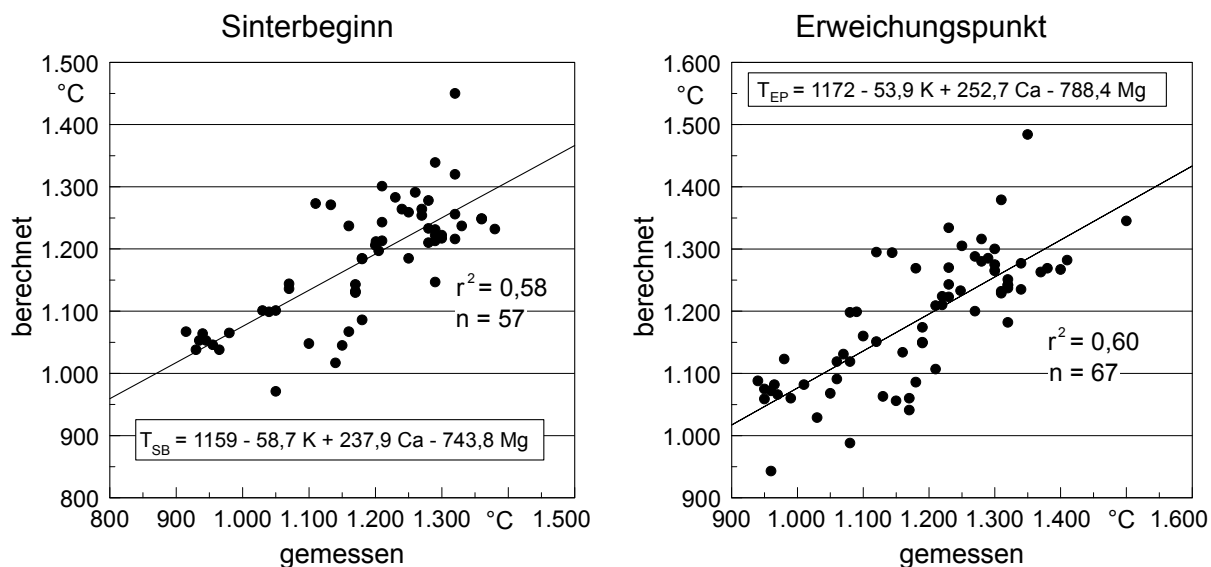 Sinterbeginn
1.500
°C
1.400
1.300
1.200
1.100
1.000
900
800
berechnet
r² = 0,58
n = 57
T_SB = 1159 - 58,7 K + 237,9 Ca - 743,8 Mg
800 900 1.000 1.100 1.200 1.300 °C 1.500
gemessen
Erweichungspunkt
1.600
°C
1.500
1.400
1.300
1.200
1.100
1.000
900
berechnet
T_EP = 1172 - 53,9 K + 252,7 Ca - 788,4 Mg
r² = 0,60
n = 67
900 1.000 1.100 1.200 1.300 1.400 °C 1.600
gemessen